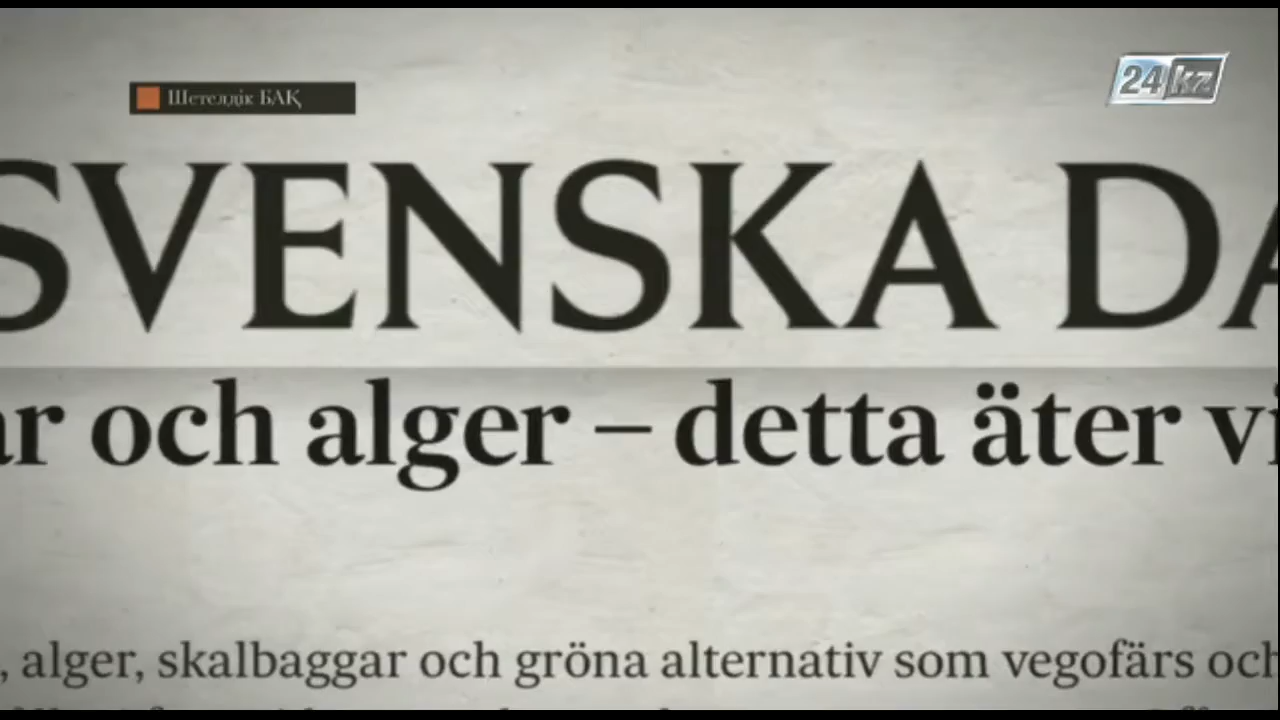 24 kz
Шетелдік БАҚ
SVENSKA DA
ar och alger – detta äter vi
, alger, skalbaggar och gröna alternativ som vegofärs och